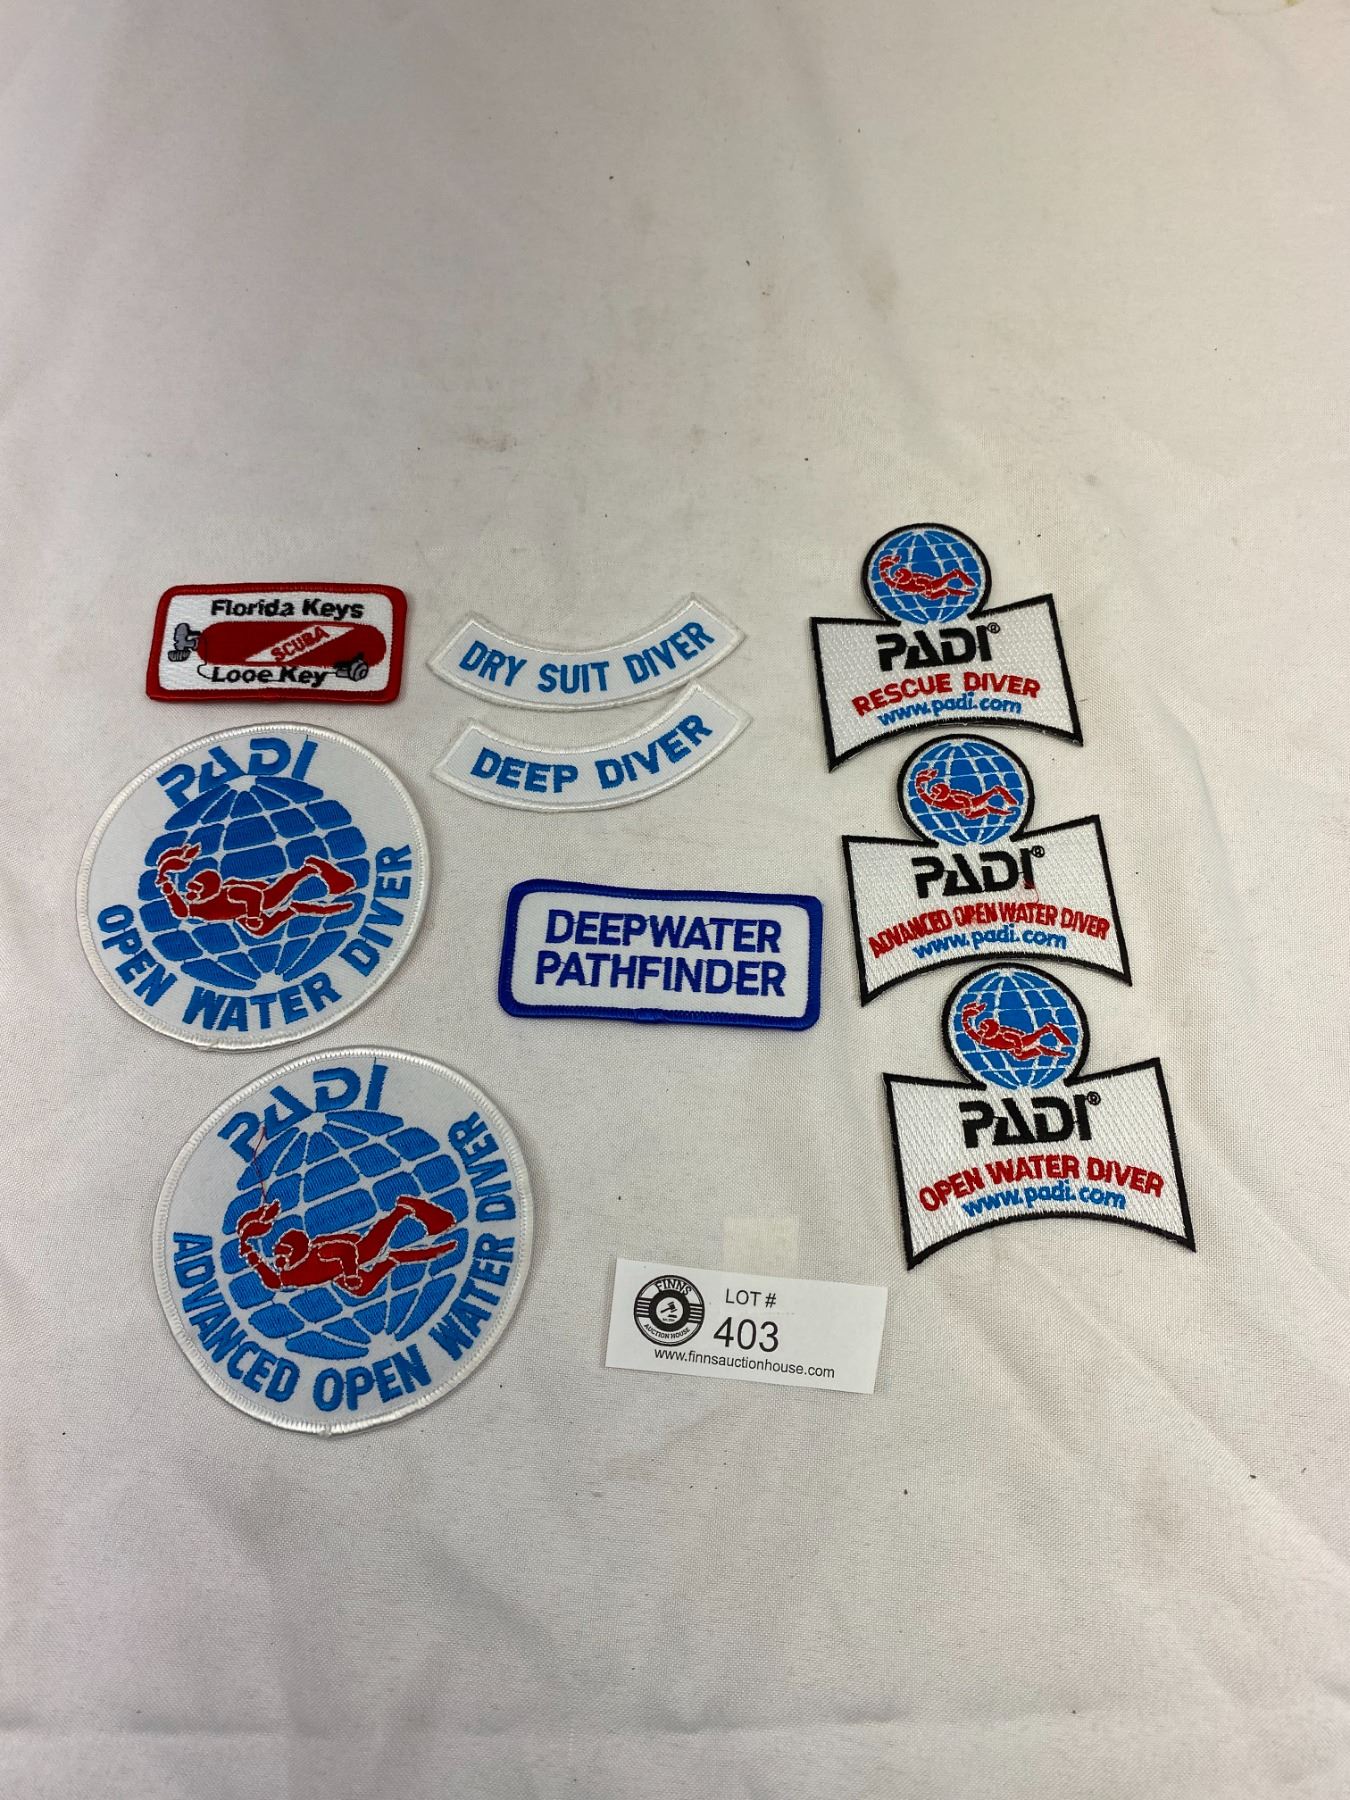 Florida Keys
SCUBA
Looe Key
DRY SUIT DIVER
DEEP DIVER
PADI
OPEN WATER DIVER
PADI
ADVANCED OPEN WATER DIVER
DEEPWATER
PATHFINDER
PADI®
RESCUE DIVER
www.padi.com
PADI®
ADVANCED OPEN WATER DIVER
www.padi.com
PADI®
OPEN WATER DIVER
www.padi.com
FINNS
AUCTION HOUSE
LOT #
403
www.finnsauctionhouse.com